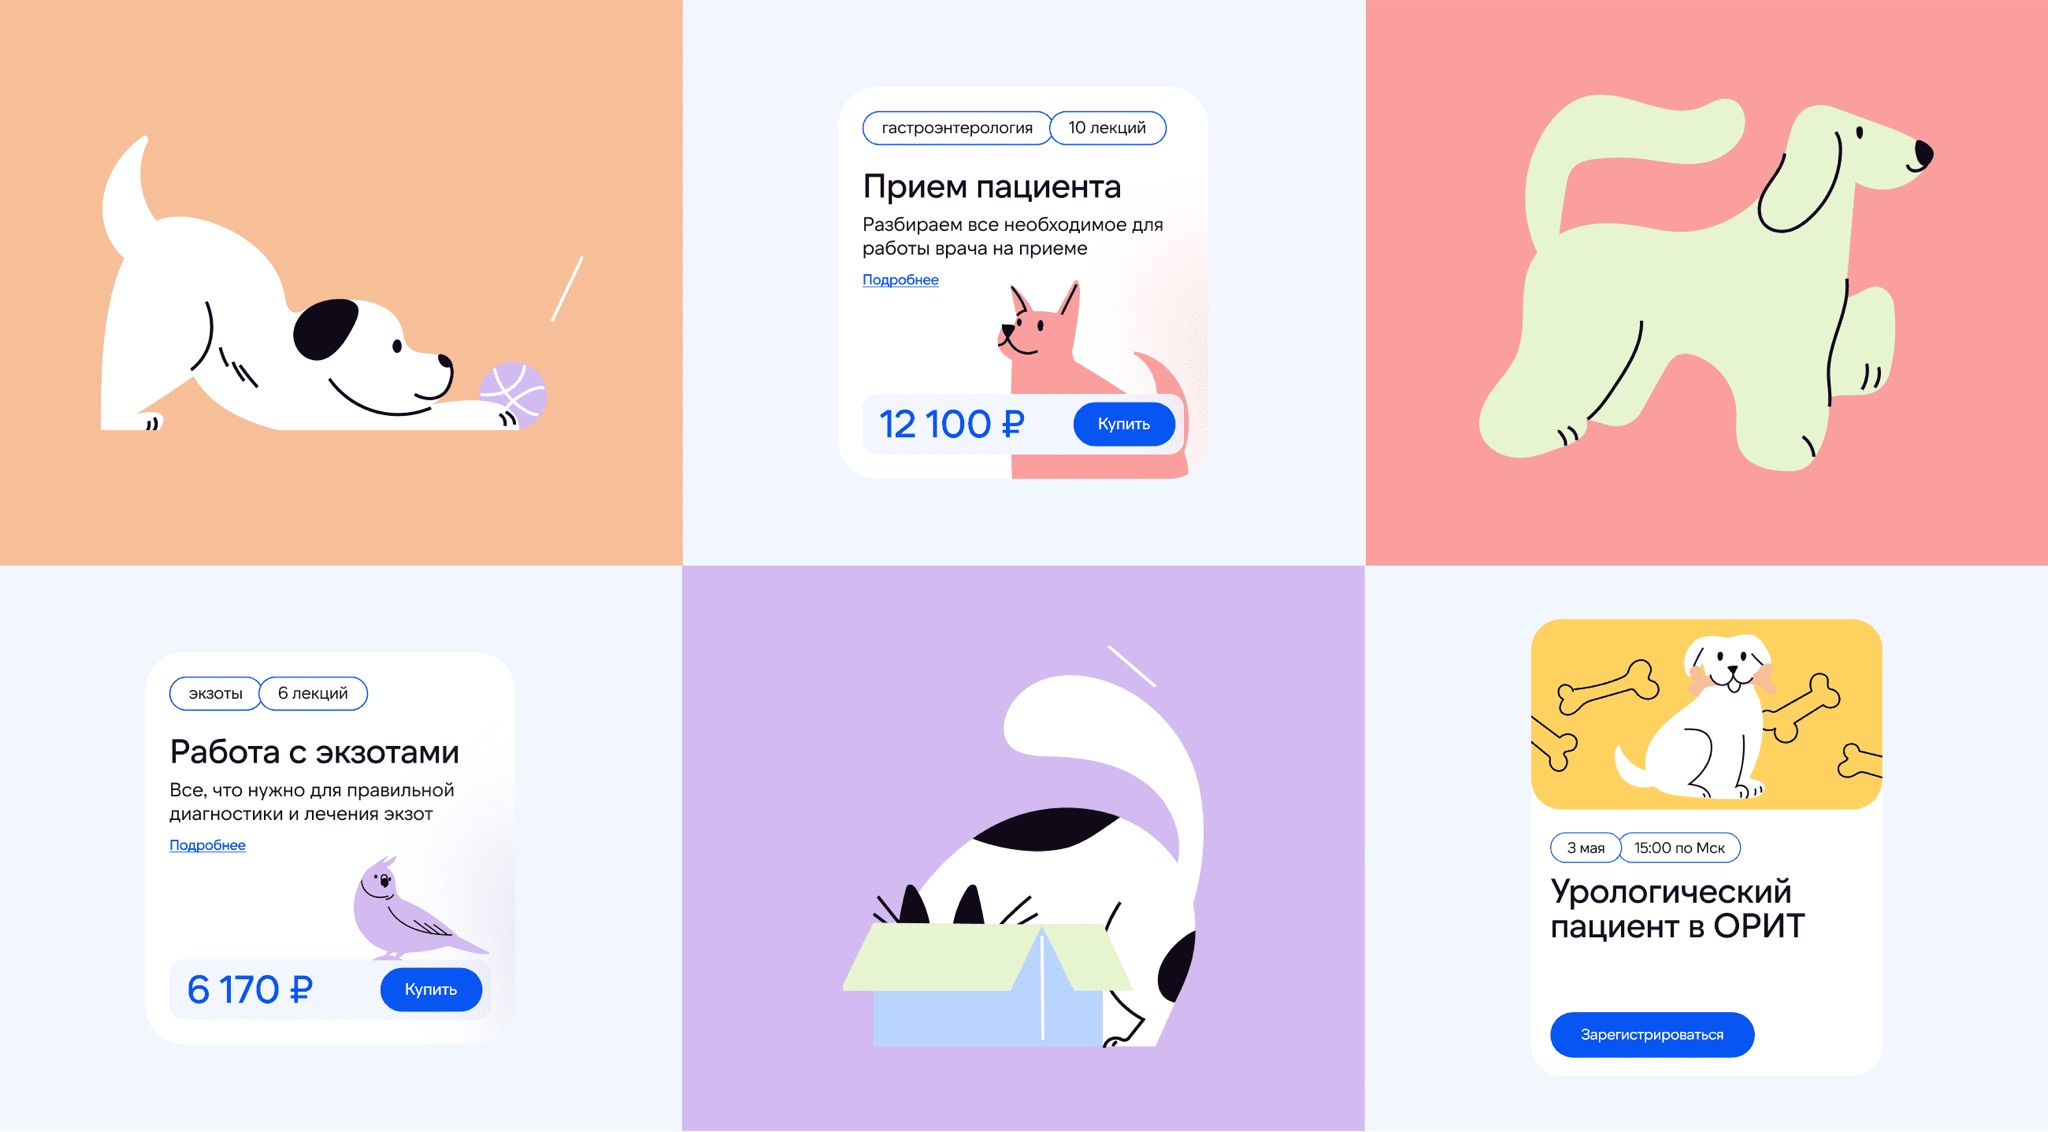 гастроэнтерология
10 лекций
Прием пациента
Разбираем все необходимое для
работы врача на приеме
Подробнее
12 100 ₽
Купить
экзоты
6 лекций
Работа с экзотами
Все, что нужно для правильной
диагностики и лечения экзот
Подробнее
6 170 ₽
Купить
3 мая
15:00 по Мск
Урологический
пациент в ОРИТ
Зарегистрироваться